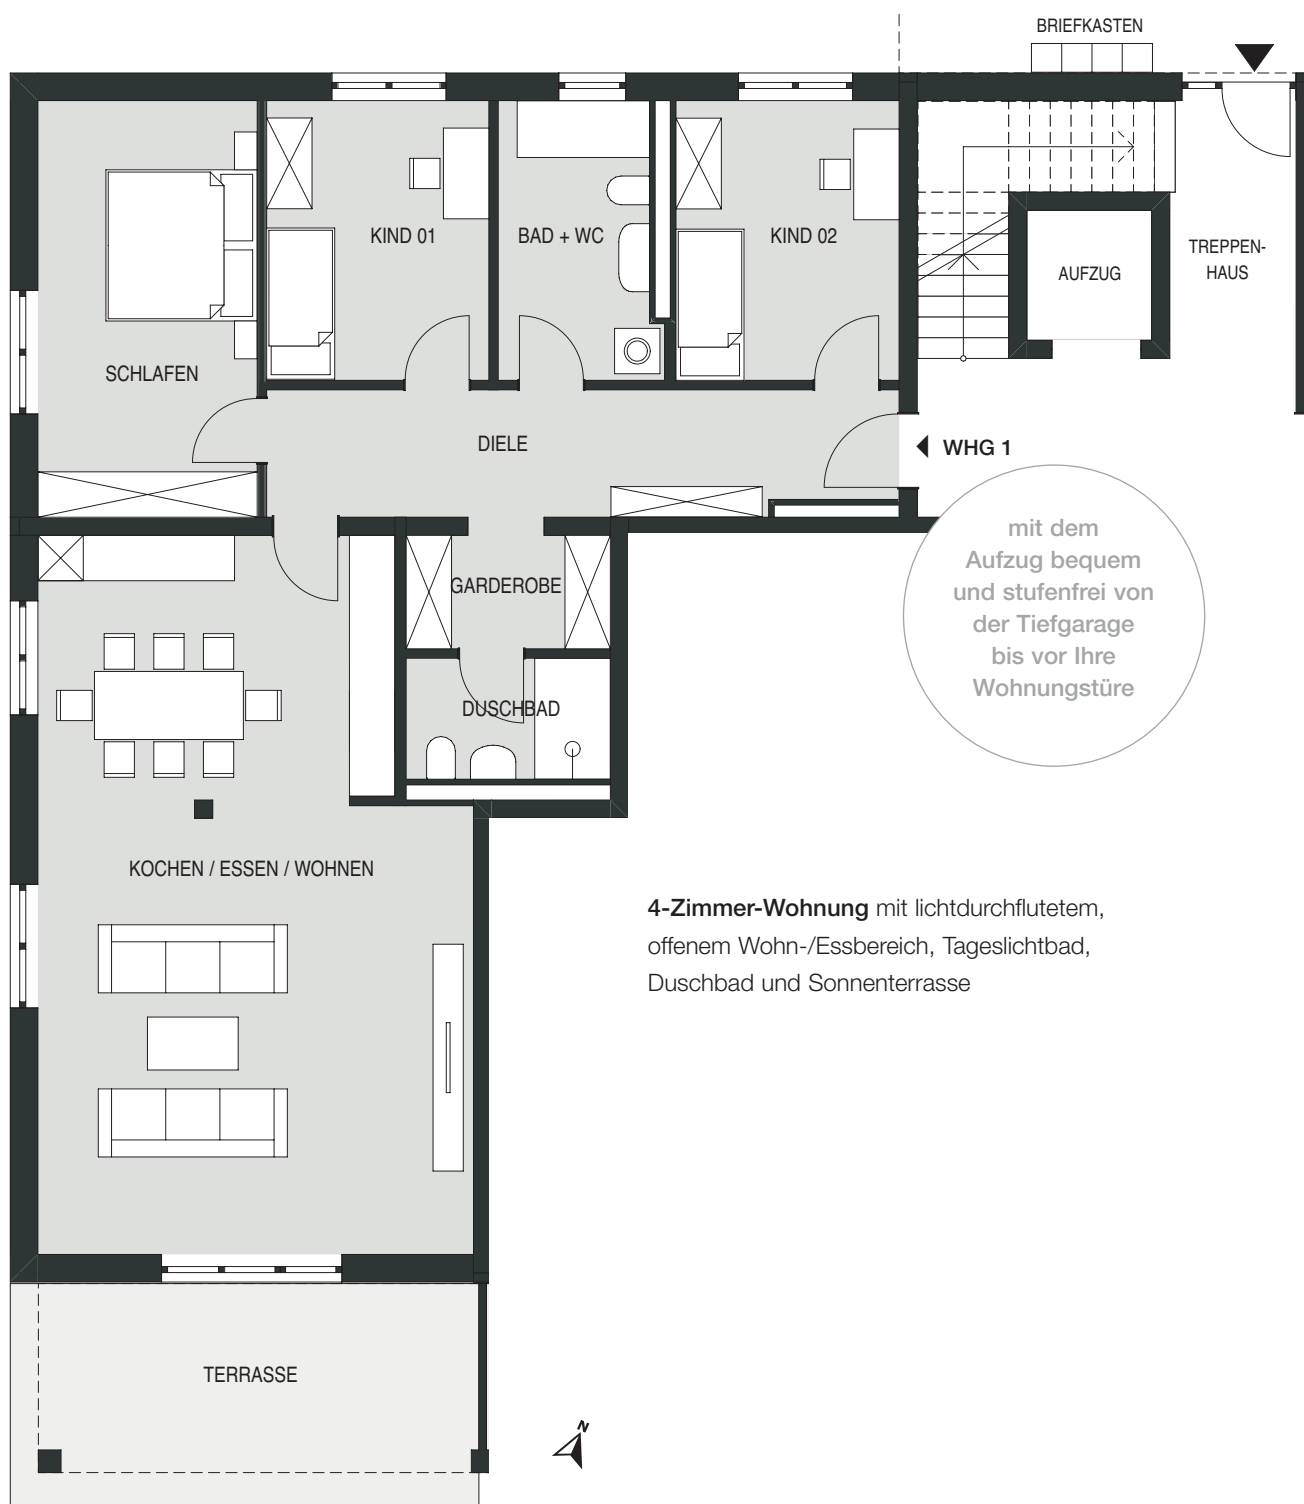 BRIEFKASTEN
KIND 01
BAD + WC
KIND 02
TREPPEN-
HAUS
AUFZUG
SCHLAFEN
DIELE
WHG 1
mit dem
Aufzug bequem
und stufenfrei von
der Tiefgarage
bis vor Ihre
Wohnungstüre
GARDEROBE
DUSCHBAD
KOCHEN / ESSEN / WOHNEN
4-Zimmer-Wohnung mit lichtdurchflutetem,
offenem Wohn-/Essbereich, Tageslichtbad,
Duschbad und Sonnenterrasse
TERRASSE
N